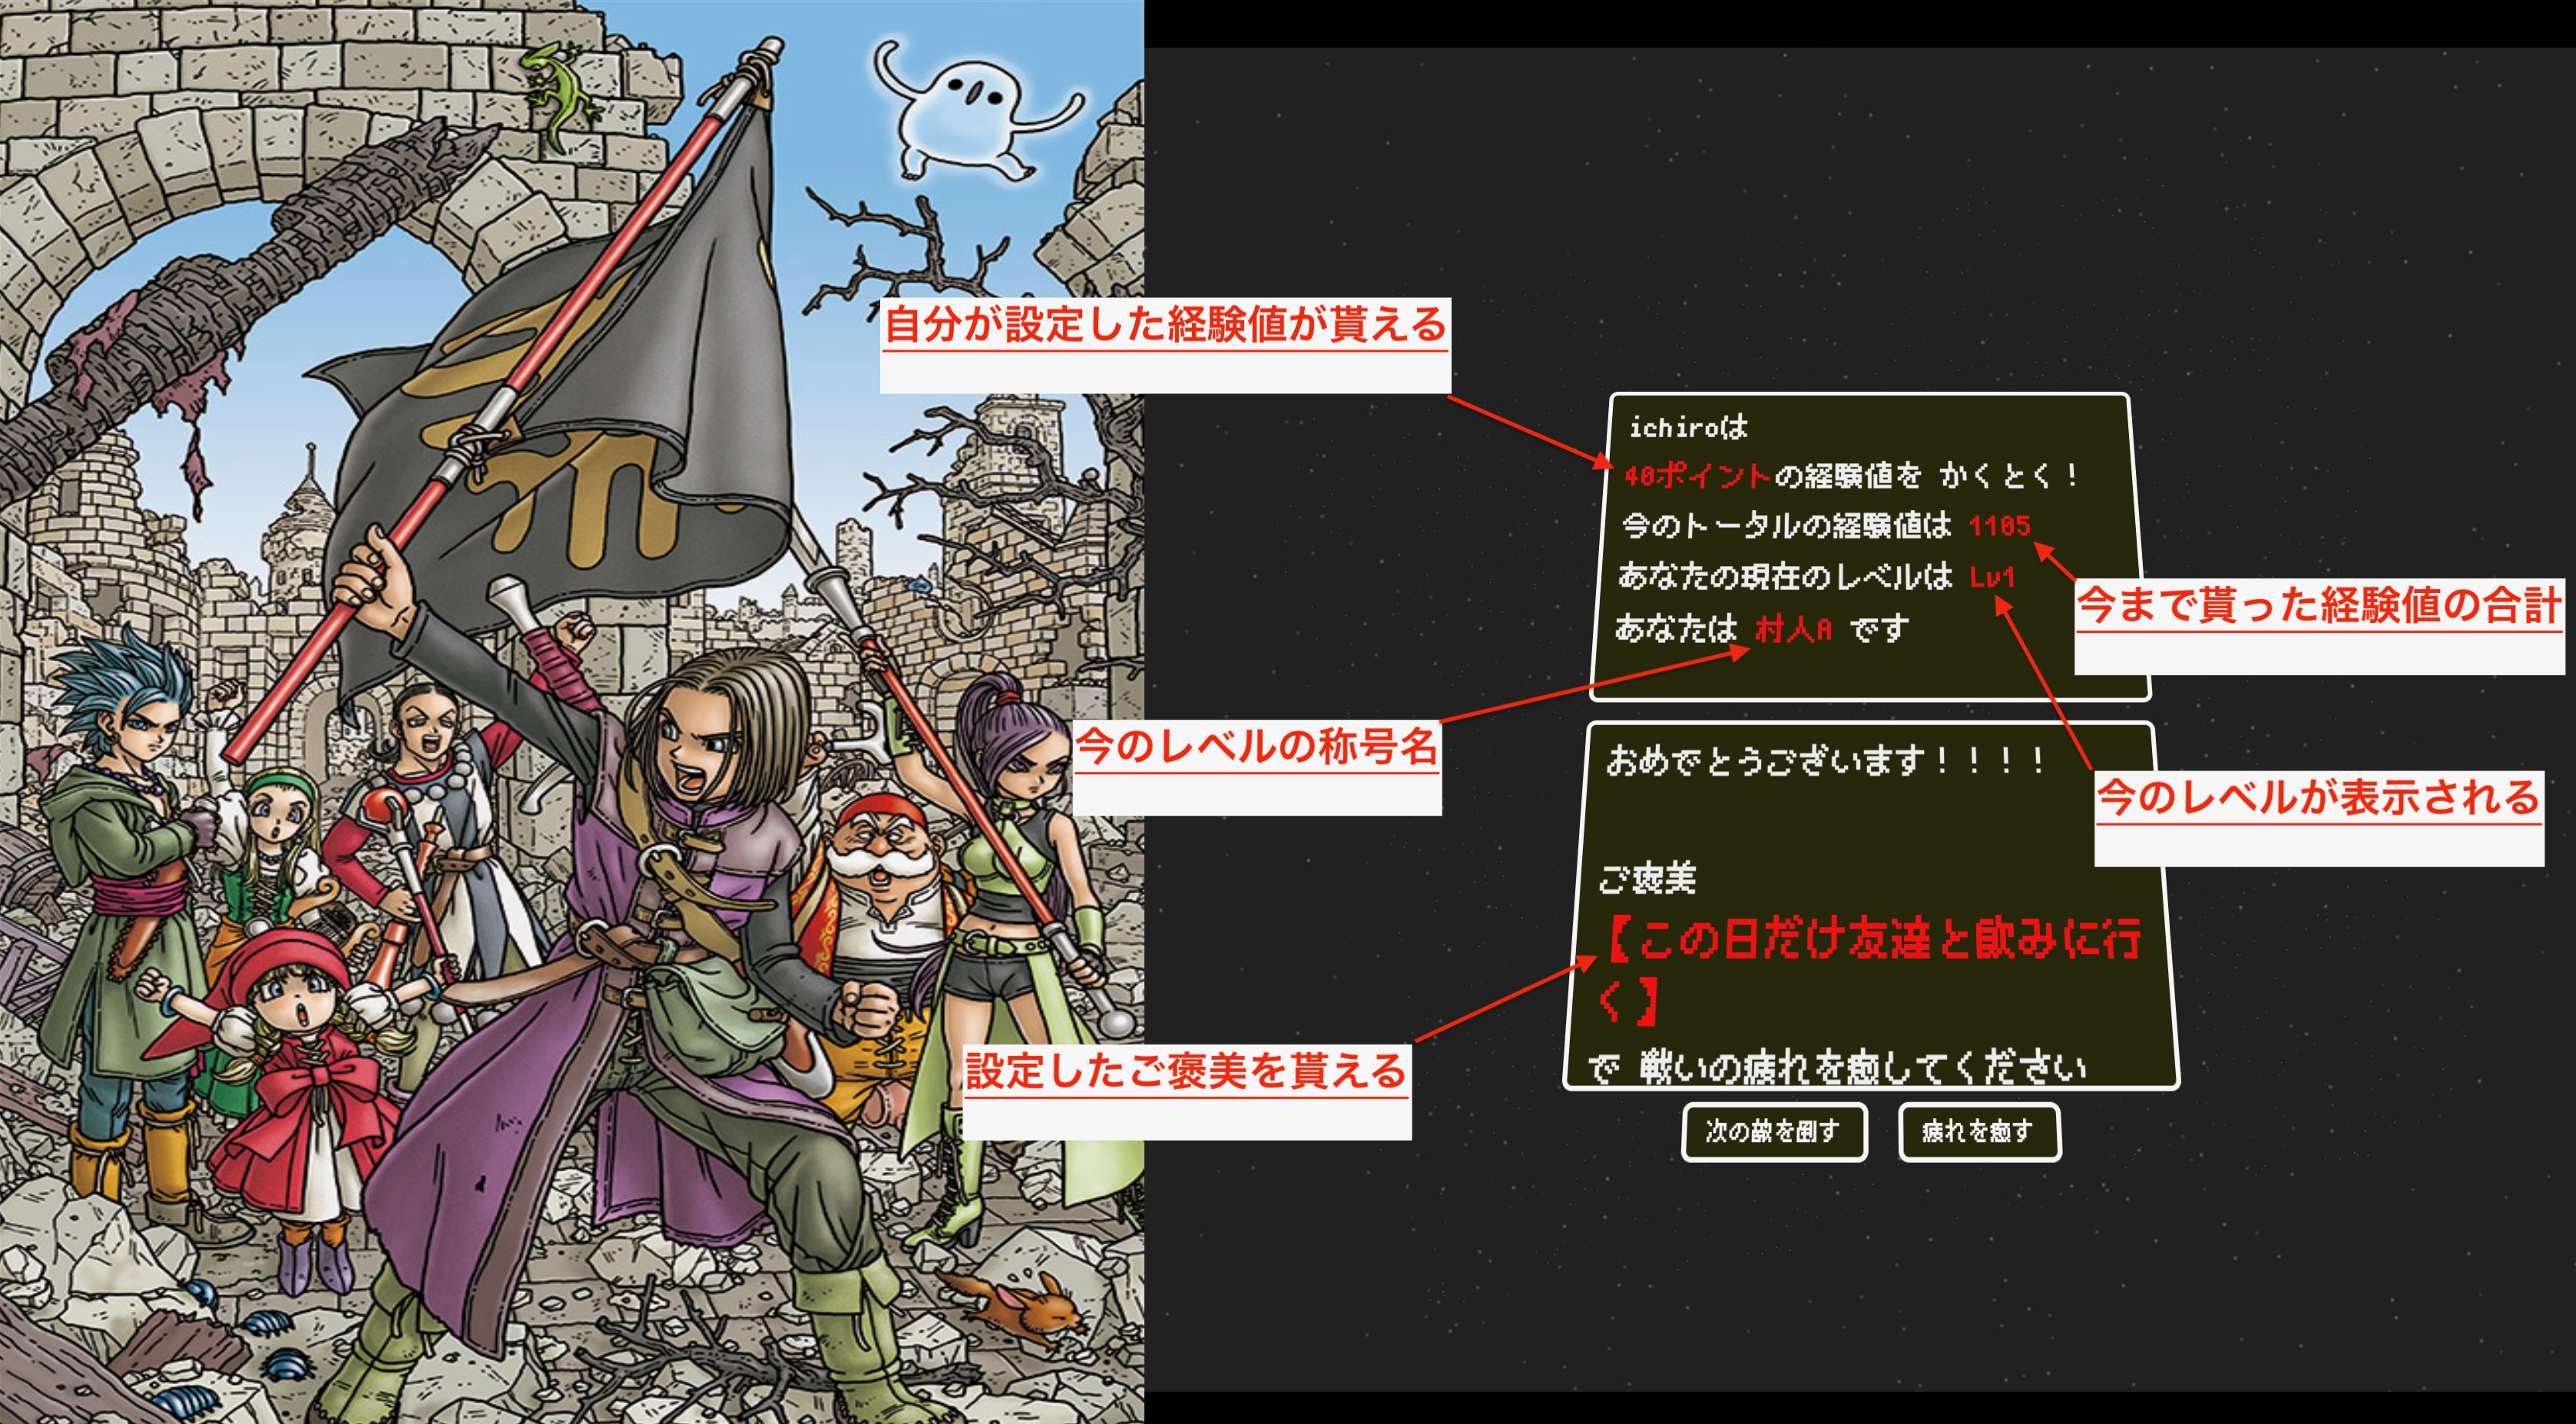 自分が設定した経験値が貰える
ichiroは
40ポイントの経験値を かくとく！
今のトータルの経験値は 1105
あなたの現在のレベルは Lv1
あなたは 村人A です
今まで貰った経験値の合計
今のレベルの称号名
今のレベルが表示される
おめでとうございます！！！！
ご褒美
【この日だけ友達と飲みに行
く】
で 戦いの疲れを癒してください
設定したご褒美を貰える
次の敵を倒す
疲れを癒す